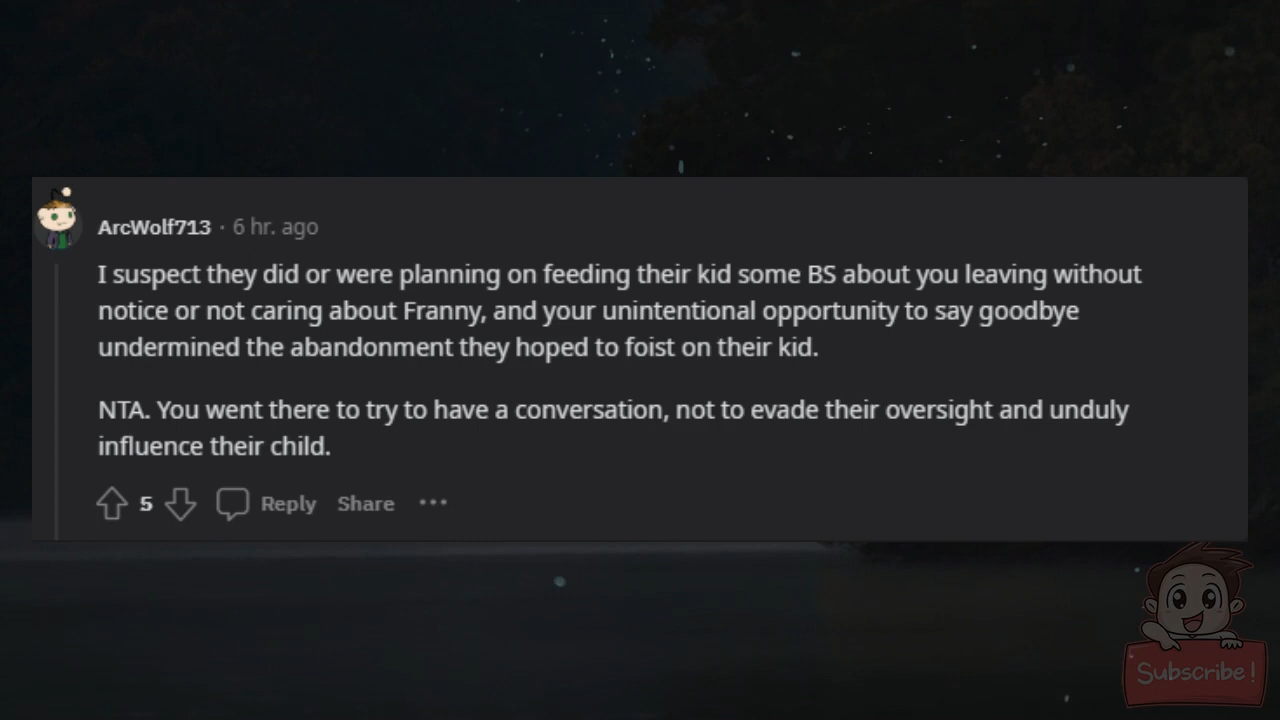 ArcWolf713 · 6 hr. ago
I suspect they did or were planning on feeding their kid some BS about you leaving without
notice or not caring about Franny, and your unintentional opportunity to say goodbye
undermined the abandonment they hoped to foist on their kid.
NTA. You went there to try to have a conversation, not to evade their oversight and unduly
influence their child.
5 Reply Share ···
Subscribe!